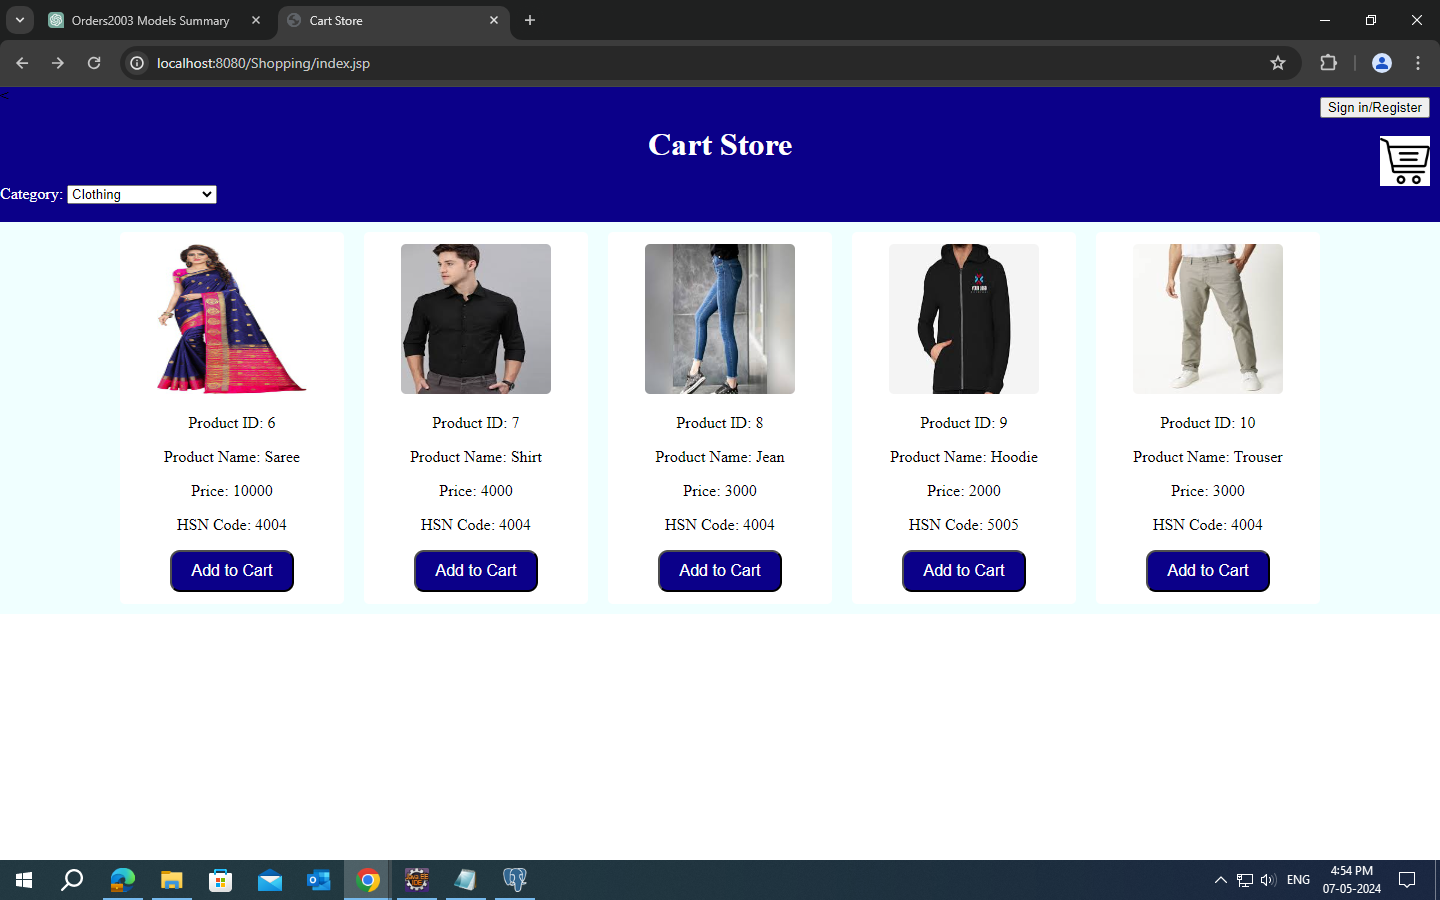 Orders2003 Models Summary
Cart Store
localhost:8080/Shopping/index.jsp
<
Sign in/Register
Cart Store
Category: Clothing
Product ID: 6
Product Name: Saree
Price: 10000
HSN Code: 4004
Add to Cart
Product ID: 7
Product Name: Shirt
Price: 4000
HSN Code: 4004
Add to Cart
Product ID: 8
Product Name: Jean
Price: 3000
HSN Code: 4004
Add to Cart
YOUR LOGO
Product ID: 9
Product Name: Hoodie
Price: 2000
HSN Code: 5005
Add to Cart
Product ID: 10
Product Name: Trouser
Price: 3000
HSN Code: 4004
Add to Cart
ENG
4:54 PM
07-05-2024